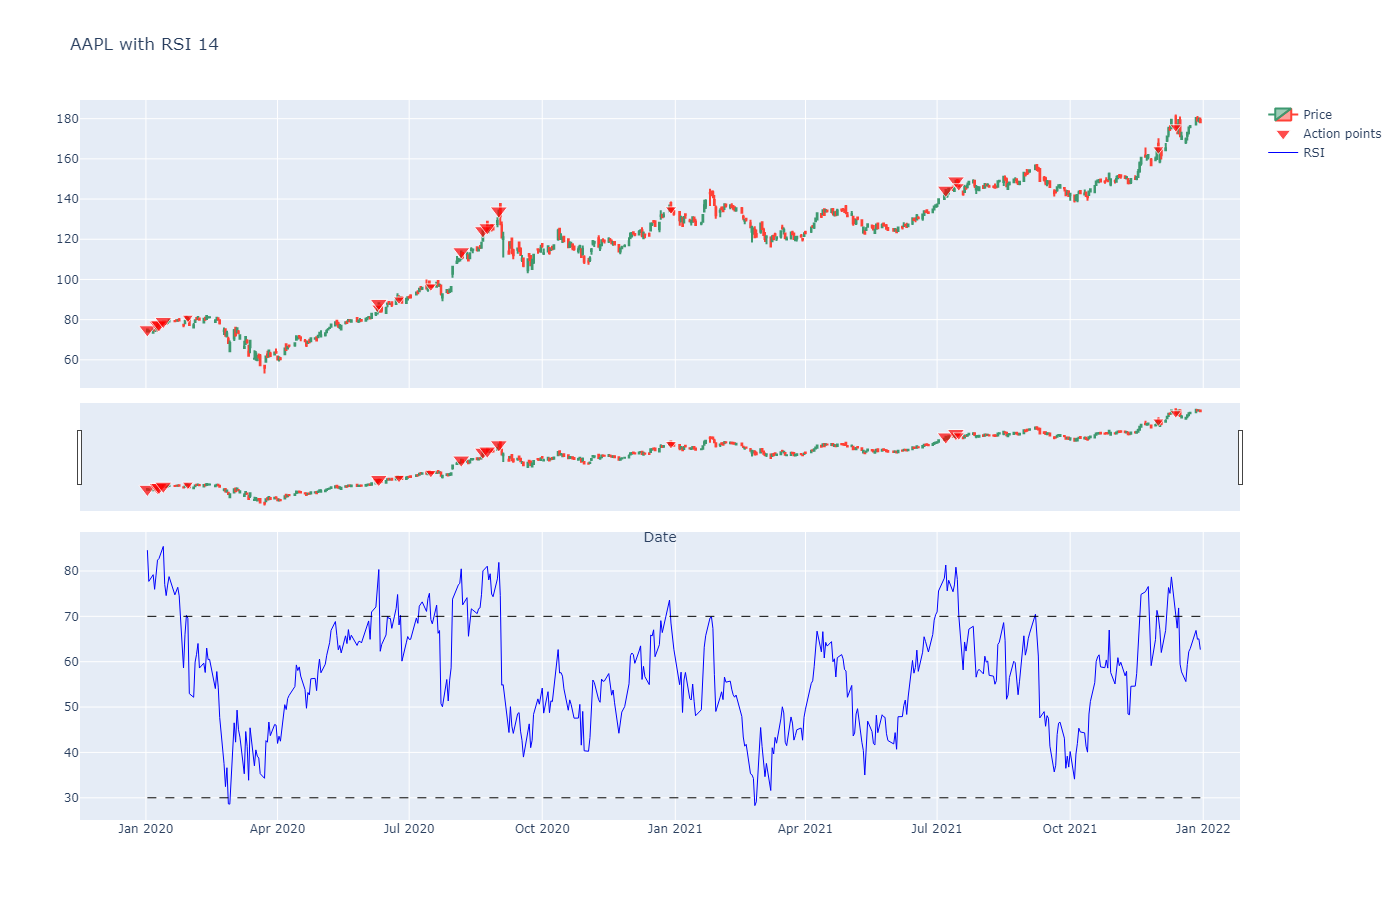 AAPL with RSI 14
Price
Action points
RSI
180
160
140
120
100
80
60
Date
80
70
60
50
40
30
Jan 2020
Apr 2020
Jul 2020
Oct 2020
Jan 2021
Apr 2021
Jul 2021
Oct 2021
Jan 2022